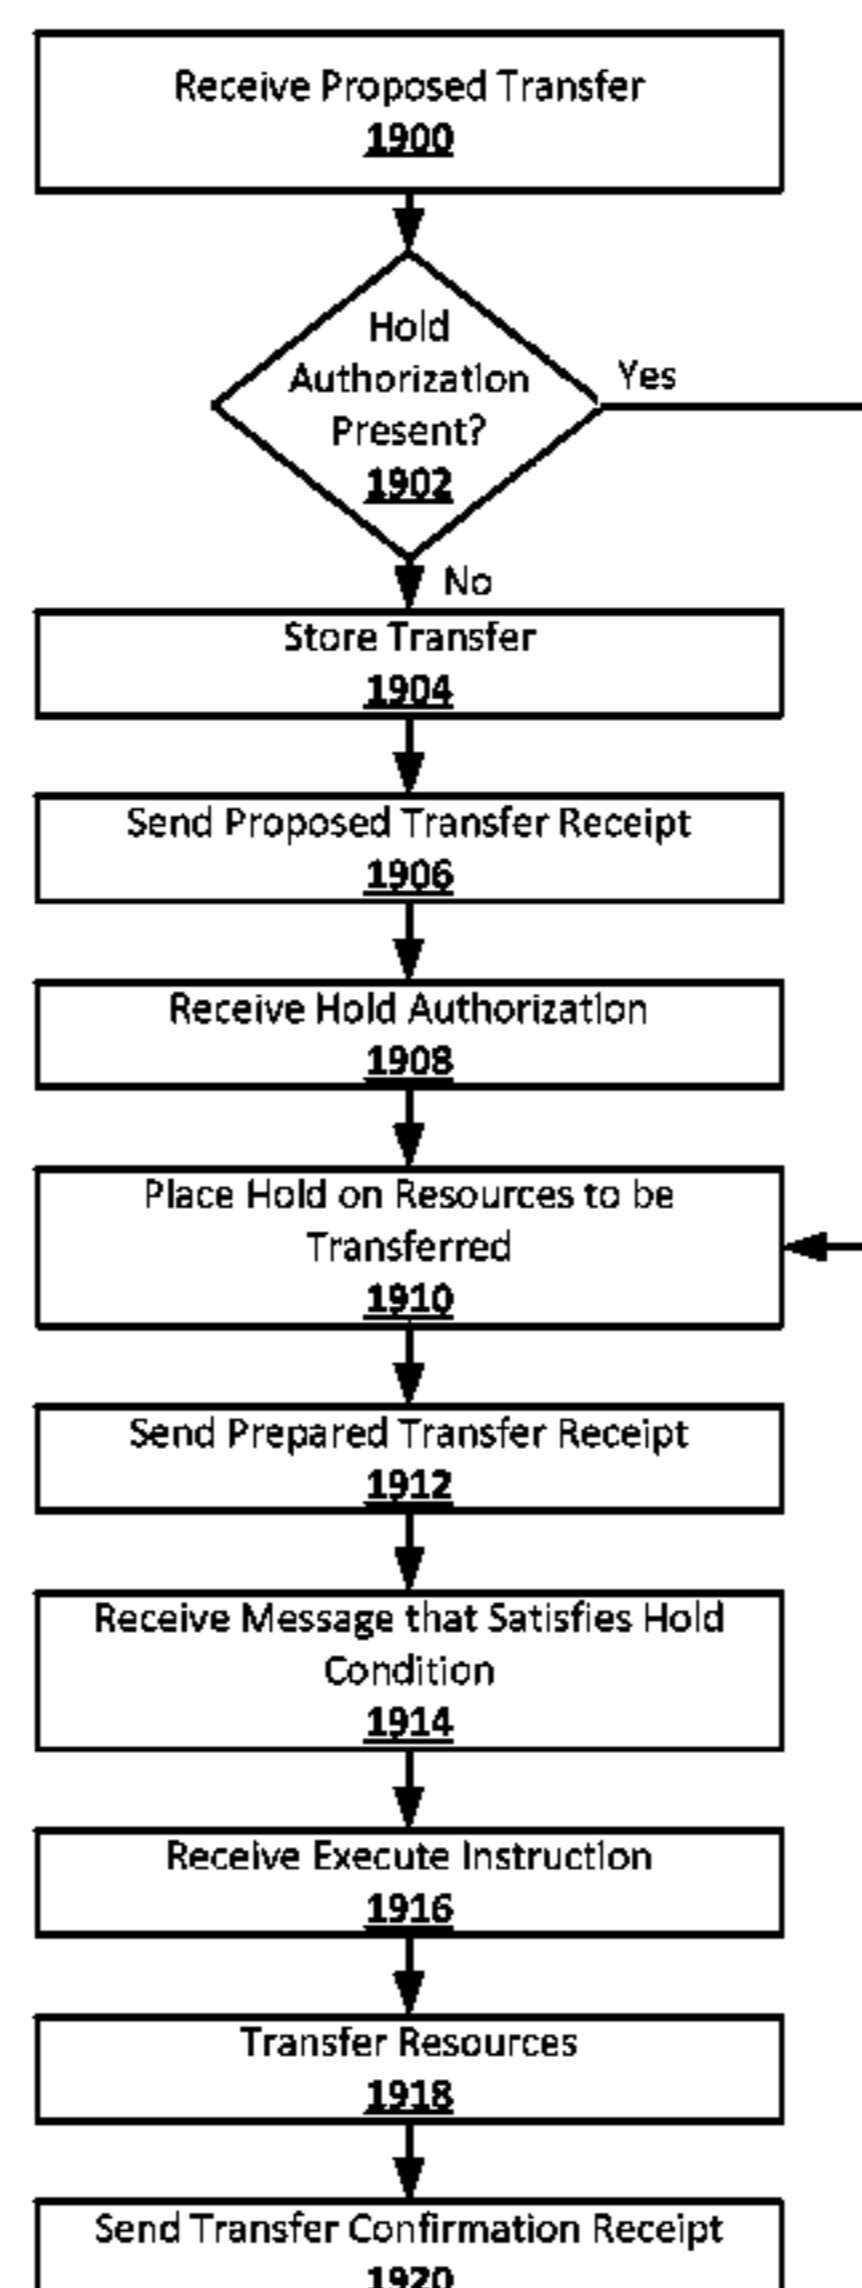 Receive Proposed Transfer
1900
Hold
Authorization
Present?
1902
Yes
No
Store Transfer
1904
Send Proposed Transfer Receipt
1906
Receive Hold Authorization
1908
Place Hold on Resources to be
Transferred
1910
Send Prepared Transfer Receipt
1912
Receive Message that Satisfies Hold
Condition
1914
Receive Execute Instruction
1916
Transfer Resources
1918
Send Transfer Confirmation Receipt
1920